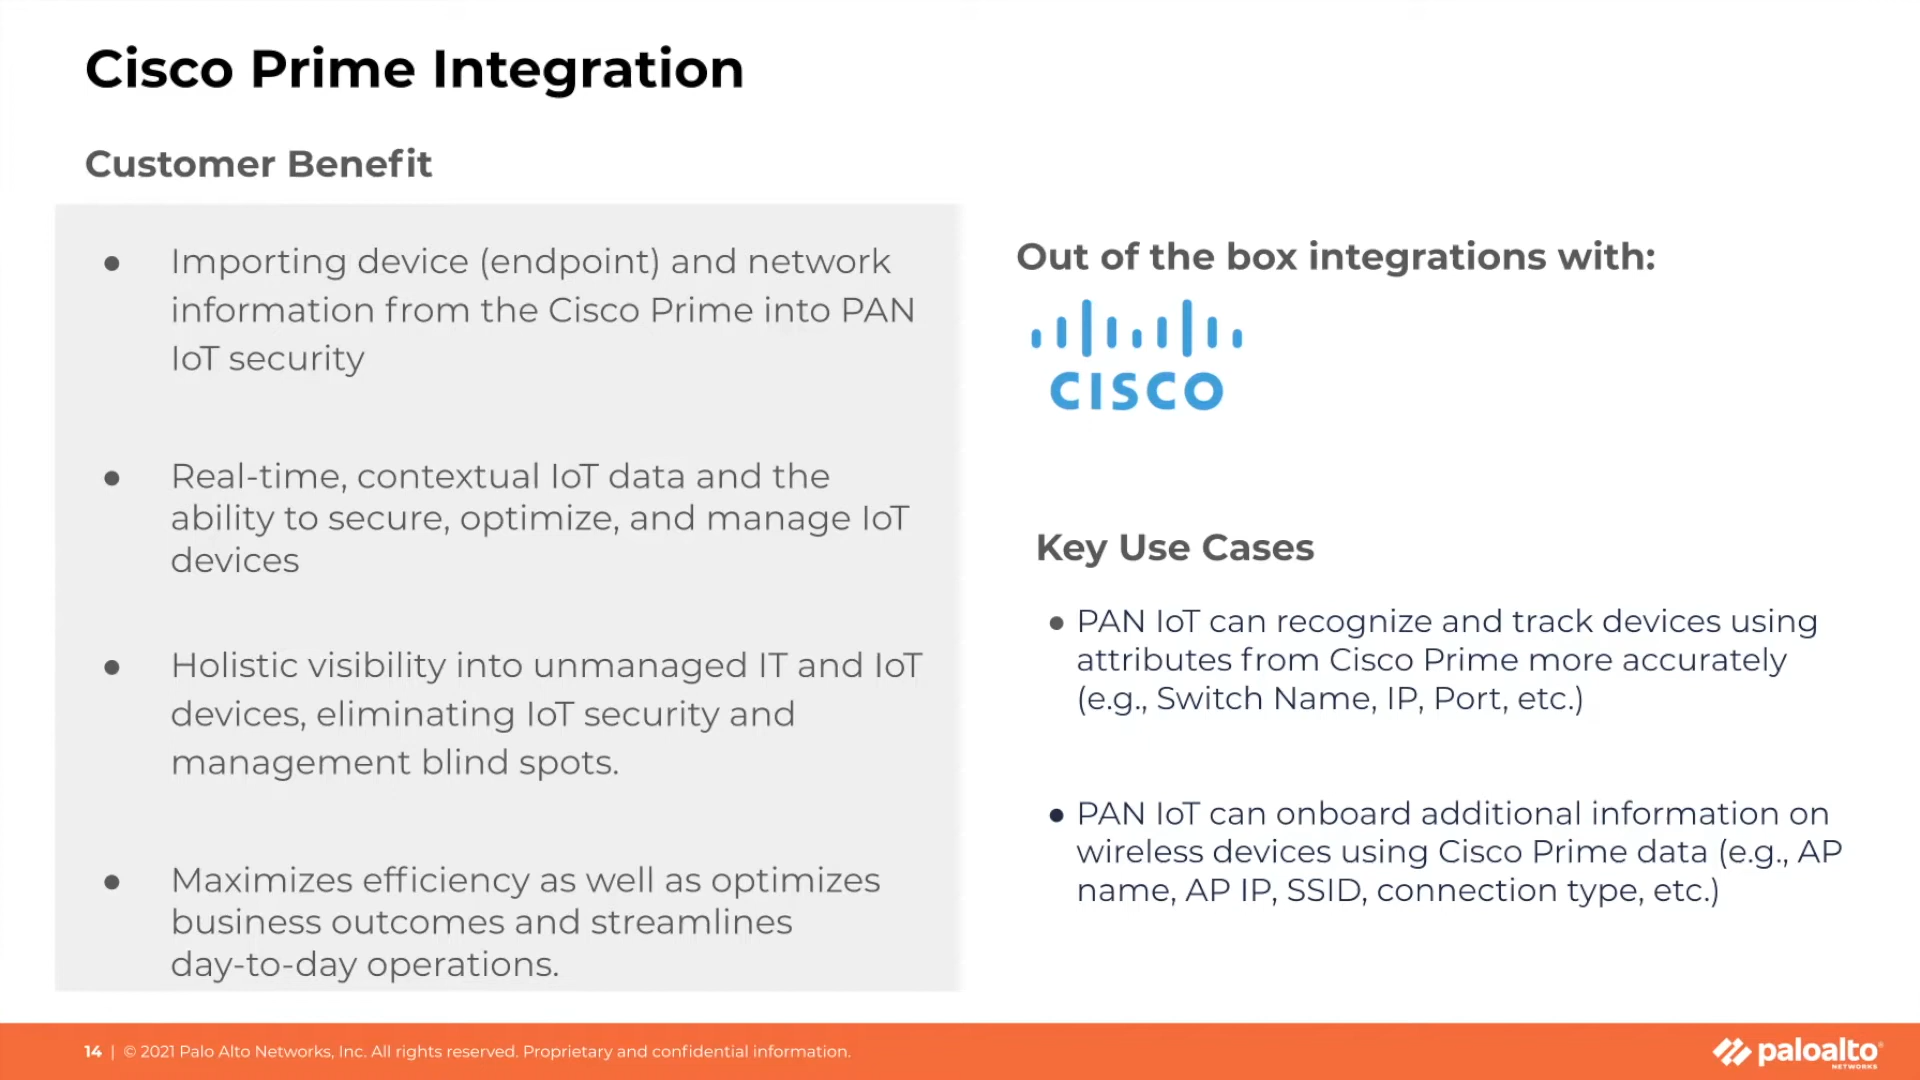 Cisco Prime Integration
Customer Benefit
● Importing device (endpoint) and network
information from the Cisco Prime into PAN
IoT security
● Real-time, contextual IoT data and the
ability to secure, optimize, and manage IoT
devices
● Holistic visibility into unmanaged IT and IoT
devices, eliminating IoT security and
management blind spots.
● Maximizes efficiency as well as optimizes
business outcomes and streamlines
day-to-day operations.
Out of the box integrations with:
CISCO
Key Use Cases
● PAN IoT can recognize and track devices using
attributes from Cisco Prime more accurately
(e.g., Switch Name, IP, Port, etc.)
● PAN IoT can onboard additional information on
wireless devices using Cisco Prime data (e.g., AP
name, AP IP, SSID, connection type, etc.)
14 | © 2021 Palo Alto Networks, Inc. All rights reserved. Proprietary and confidential information.
paloalto®
NETWORKS